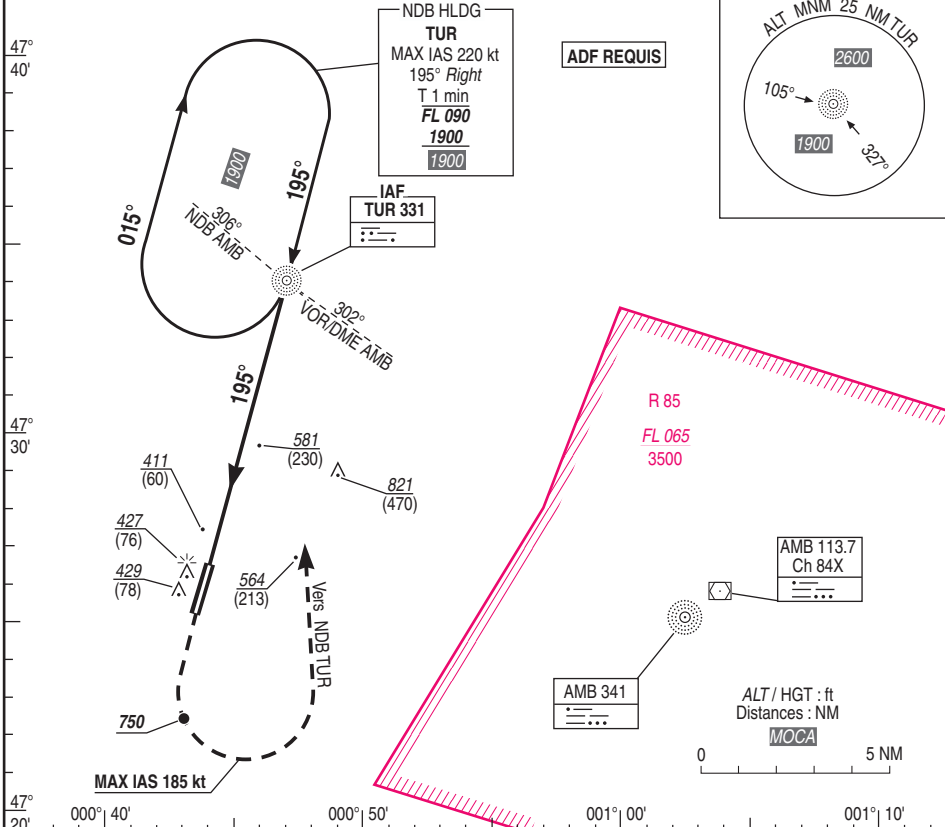 NDB HLDG
TUR
MAX IAS 220 kt
195° Right
T 1 min
FL 090
1900
1900
ADF REQUIS
ALT MNM 25 NM TUR
2600
105°
1900
327°
47°
40'
1900
195°
015°
306°
NDB AMB
IAF
TUR 331
302°
VOR/DME AMB
195°
47°
30'
581
(230)
411
(60)
821
(470)
427
(76)
429
(78)
564
(213)
Vers NDB TUR
R 85
FL 065
3500
AMB 113.7
Ch 84X
AMB 341
750
MAX IAS 185 kt
ALT / HGT : ft
Distances : NM
MOCA
0 5 NM
47°
20'
000° 40' 000° 50' 001° 00' 001° 10'